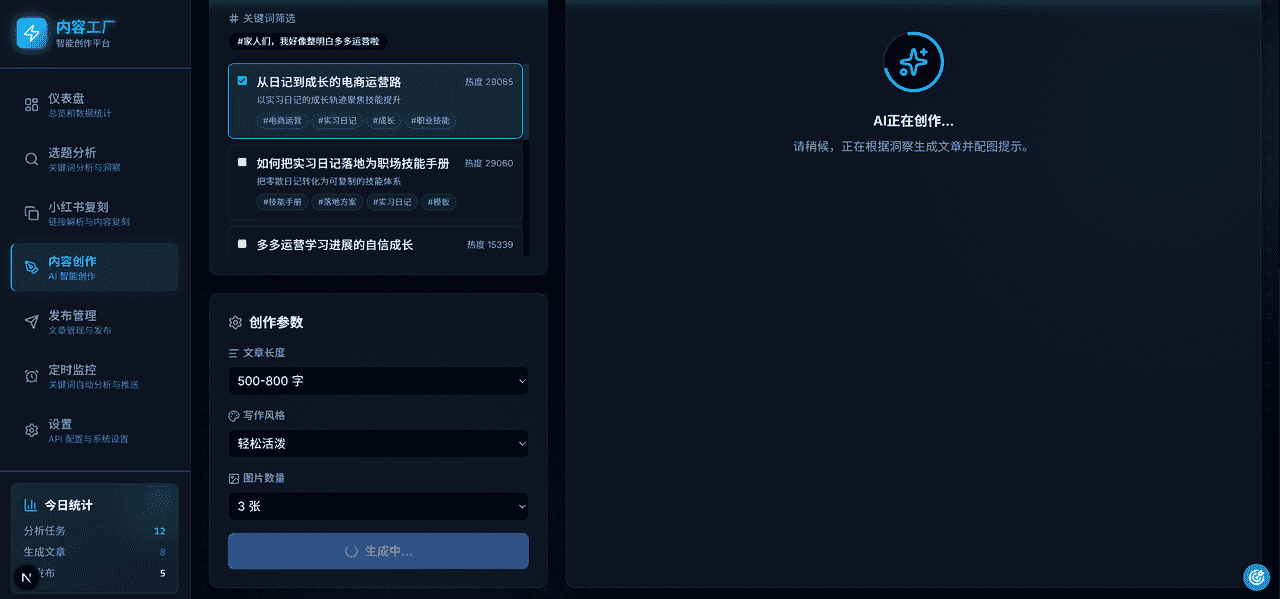 内容工厂
智能创作平台
仪表盘
总览和数据统计
选题分析
关键词分析与洞察
小红书复刻
链接解析与内容复刻
内容创作
AI 智能创作
发布管理
文章管理与发布
定时监控
关键词自动分析与推送
设置
API 配置与系统设置
今日统计
分析任务 12
生成文章 8
发布 5
N
# 关键词筛选
#家人们，我好像整明白多多运营啦
从日记到成长的电商运营路 热度 29065
以实习日记的成长轨迹聚焦技能提升
#电商运营 #实习日记 #成长 #职业技能
如何把实习日记落地为职场技能手册 热度 29060
把零散日记转化为可复制的技能体系
#技能手册 #落地方案 #实习日记 #模板
多多运营学习进展的自信成长 热度 15339
创作参数
文章长度
500-800 字
写作风格
轻松活泼
图片数量
3 张
生成中...
AI正在创作...
请稍候，正在根据洞察生成文章并配图提示。